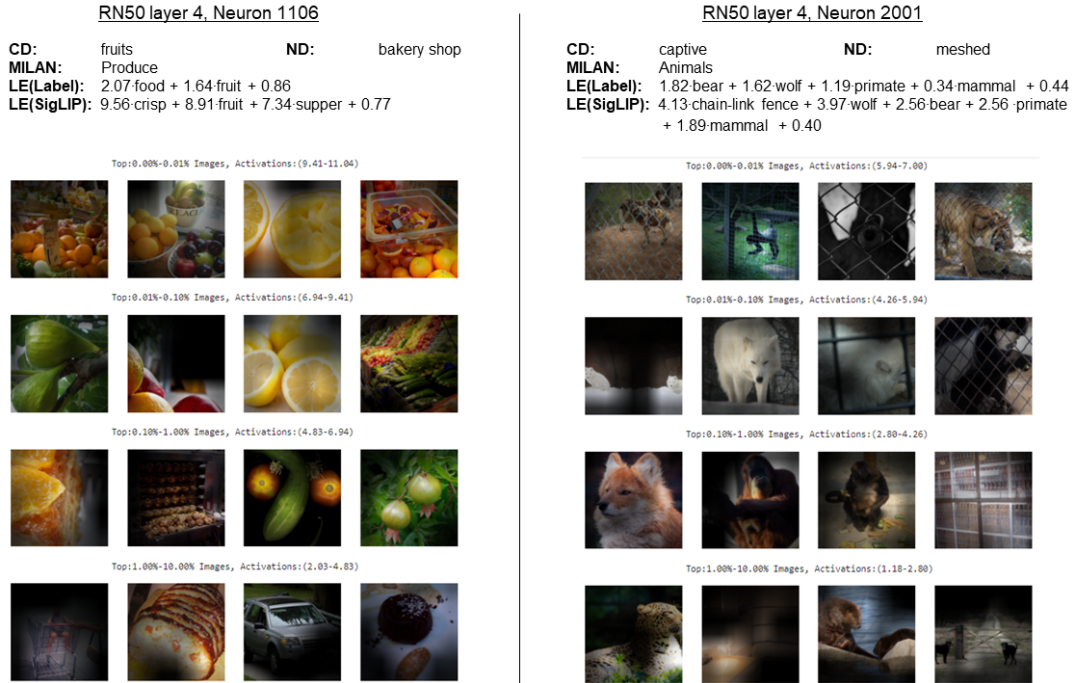 RN50 layer 4, Neuron 1106
CD: fruits ND: bakery shop
MILAN: Produce
LE(Label): 2.07·food + 1.64·fruit + 0.86
LE(SigLIP): 9.56·crisp + 8.91·fruit + 7.34·supper + 0.77
Top:0.00%-0.01% Images, Activations:(9.41-11.04)
Top:0.01%-0.10% Images, Activations:(6.94-9.41)
Top:0.10%-1.00% Images, Activations:(4.83-6.94)
Top:1.00%-10.00% Images, Activations:(2.03-4.83)
RN50 layer 4, Neuron 2001
CD: captive ND: meshed
MILAN: Animals
LE(Label): 1.82·bear + 1.62·wolf + 1.19·primate + 0.34·mammal + 0.44
LE(SigLIP): 4.13·chain-link fence + 3.97·wolf + 2.56·bear + 2.56 ·primate
+ 1.89·mammal + 0.40
Top:0.00%-0.01% Images, Activations:(5.94-7.00)
Top:0.01%-0.10% Images, Activations:(4.26-5.94)
Top:0.10%-1.00% Images, Activations:(2.80-4.26)
Top:1.00%-10.00% Images, Activations:(1.18-2.80)